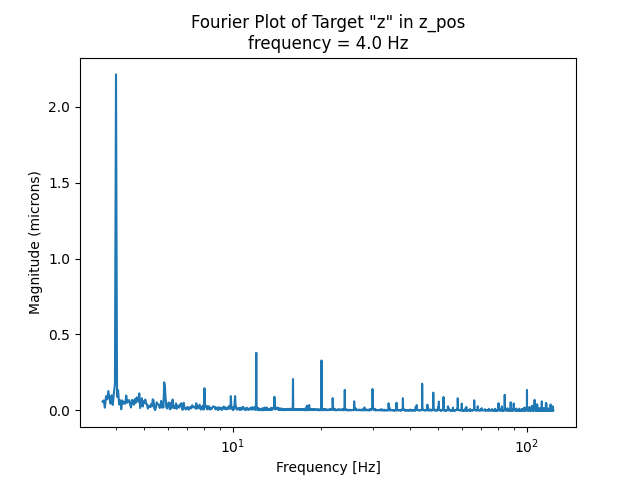 Fourier Plot of Target "z" in z_pos
frequency = 4.0 Hz
2.0
1.5
1.0
0.5
0.0
Magnitude (microns)
10¹
10²
Frequency [Hz]